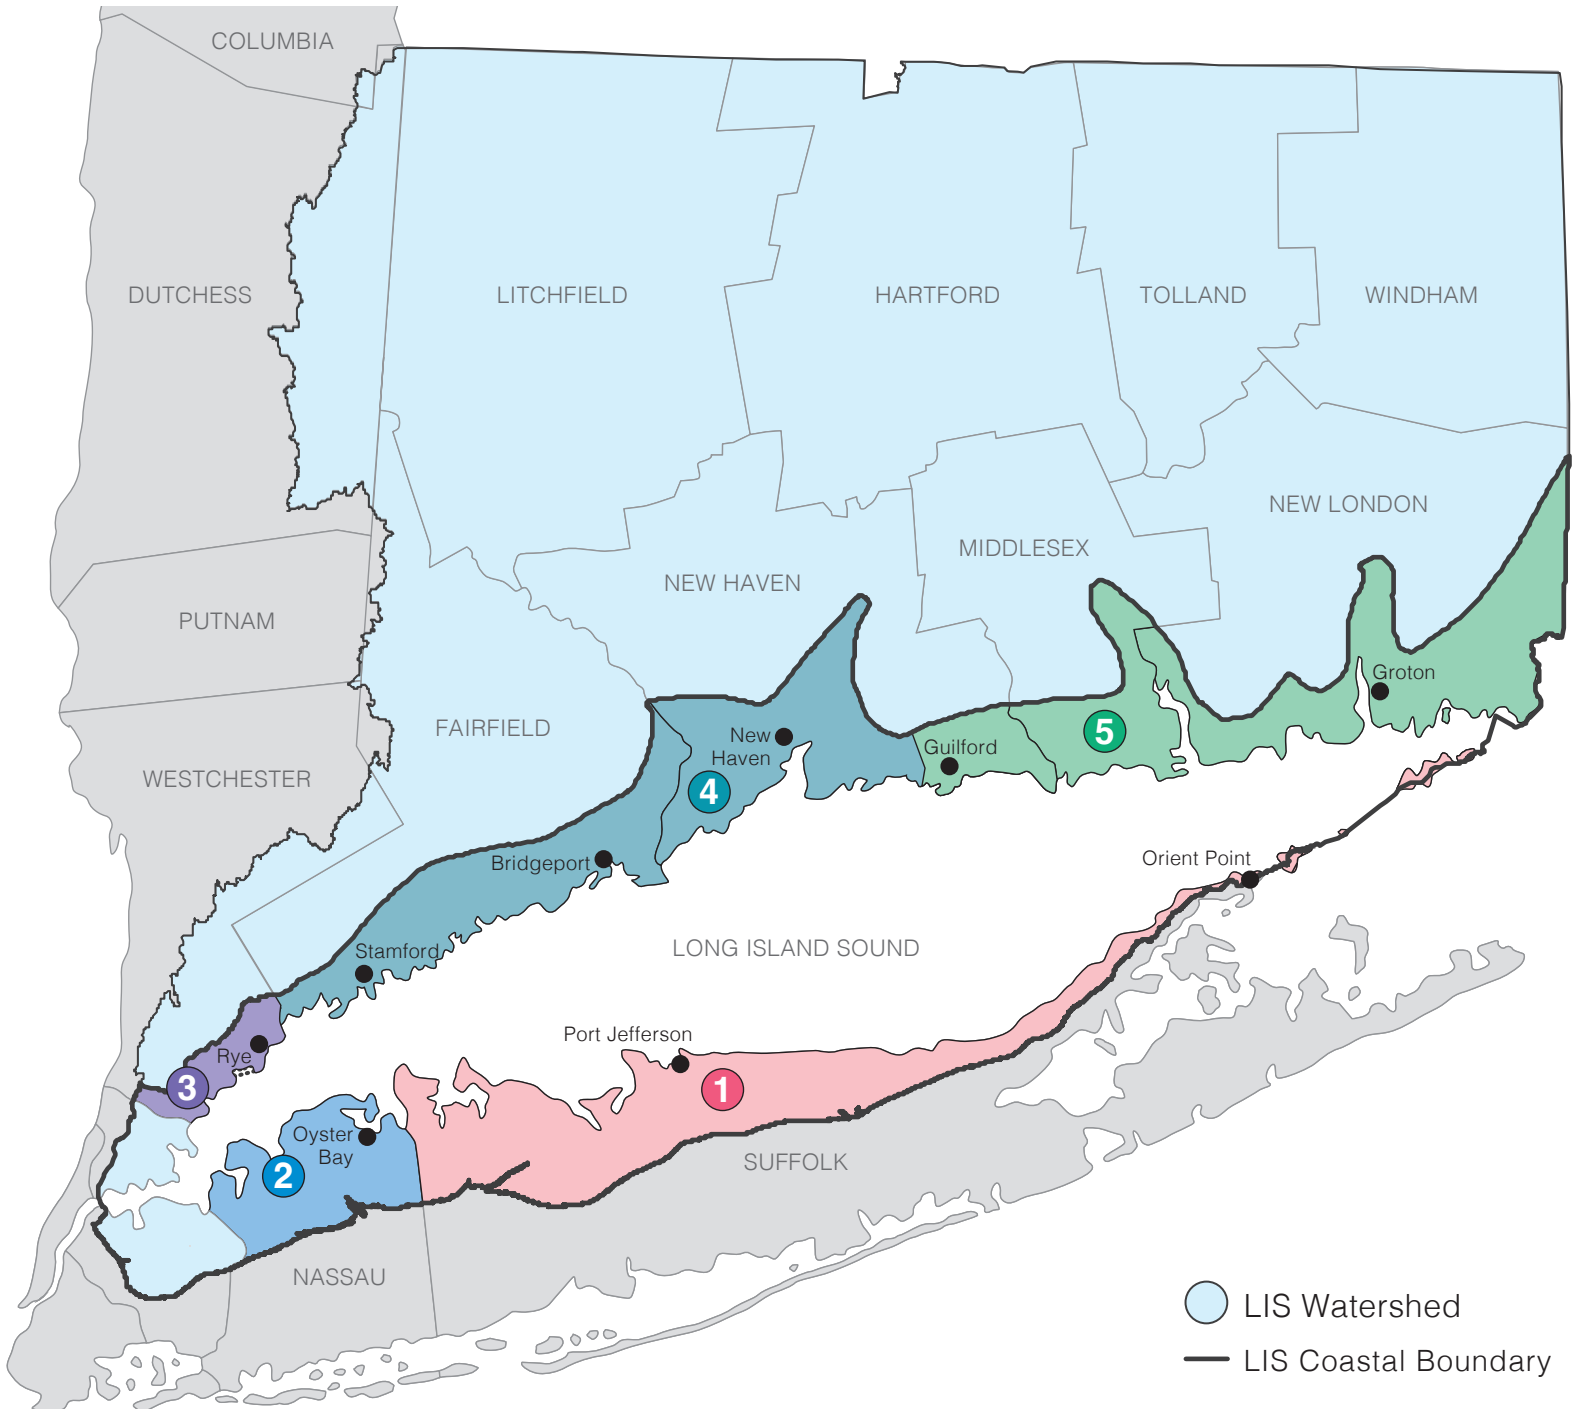 COLUMBIA
DUTCHESS
LITCHFIELD
HARTFORD
TOLLAND
WINDHAM
NEW LONDON
MIDDLESEX
NEW HAVEN
PUTNAM
Groton
FAIRFIELD
New
Haven
Guilford
5
WESTCHESTER
4
Bridgeport
Orient Point
Stamford
LONG ISLAND SOUND
Port Jefferson
Rye
3
1
Oyster
Bay
2
SUFFOLK
NASSAU
LIS Watershed
LIS Coastal Boundary